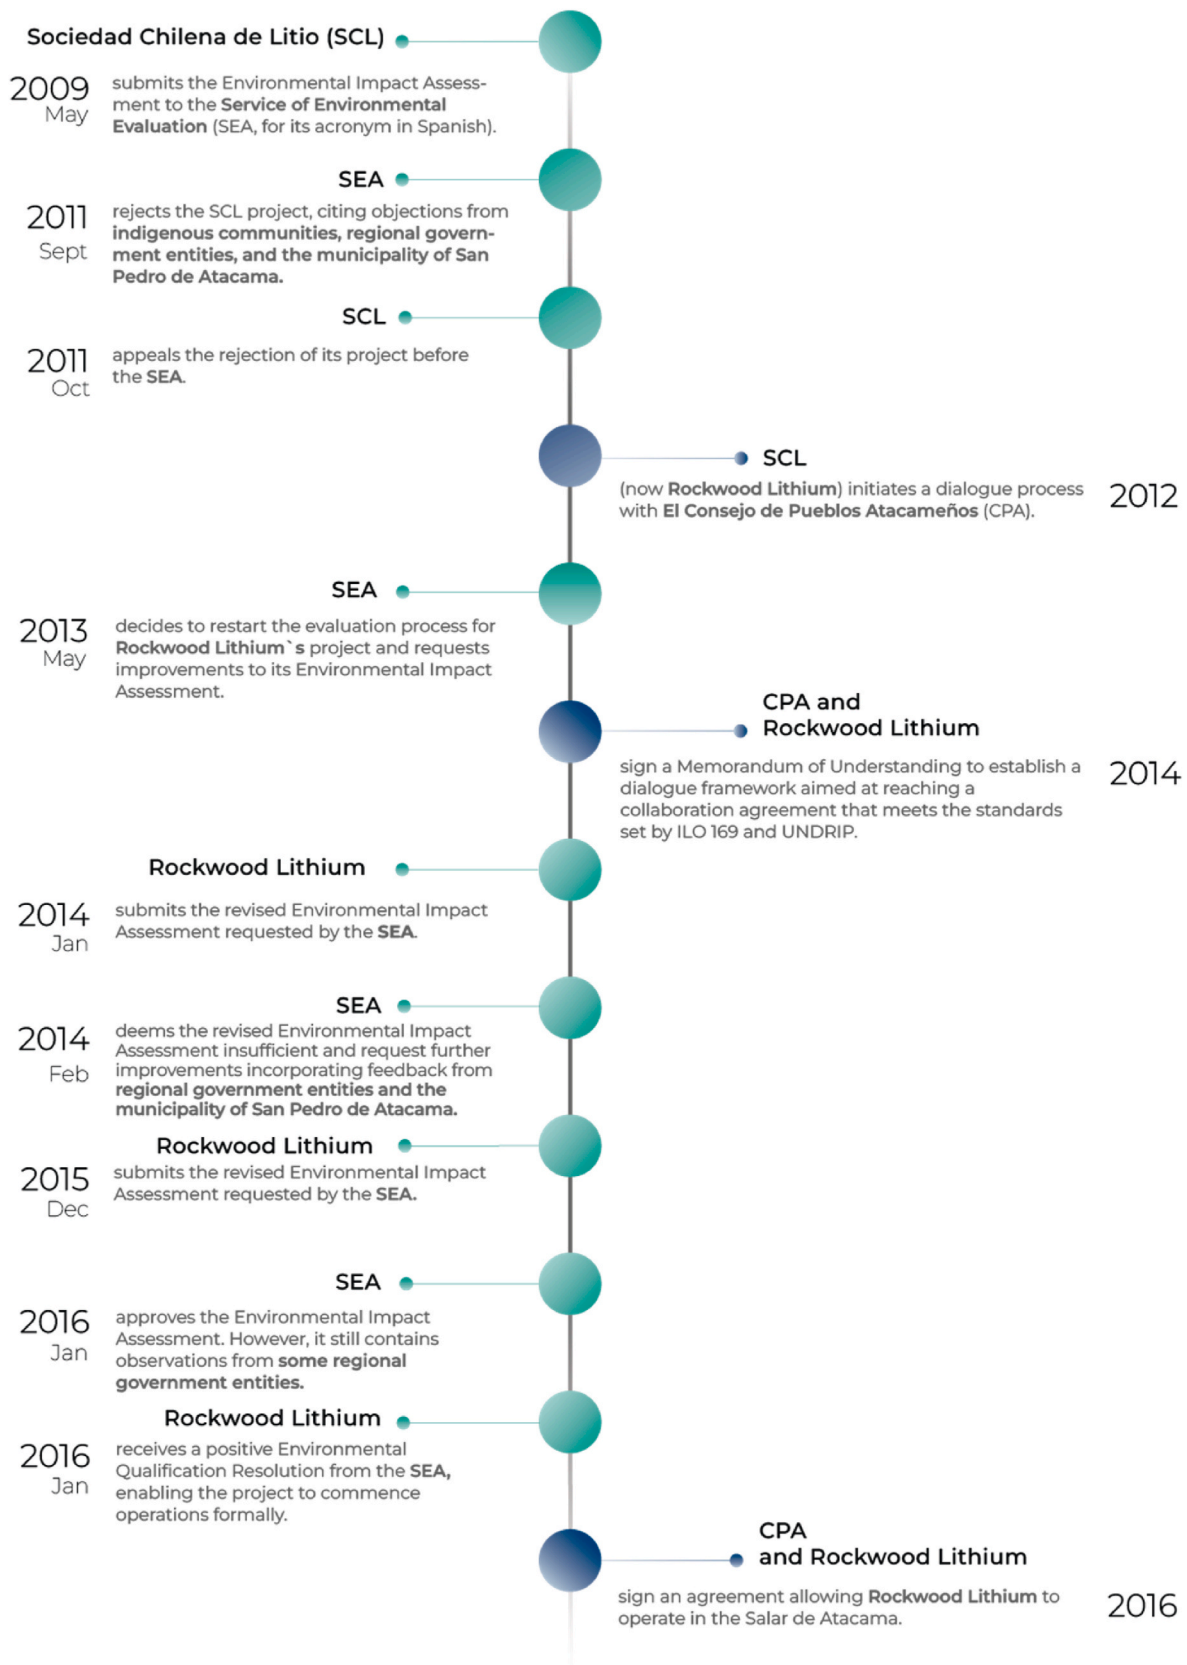 Sociedad Chilena de Litio (SCL)
2009
May
submits the Environmental Impact Assess-
ment to the Service of Environmental
Evaluation (SEA, for its acronym in Spanish).
SEA
2011
Sept
rejects the SCL project, citing objections from
indigenous communities, regional govern-
ment entities, and the municipality of San
Pedro de Atacama.
SCL
2011
Oct
appeals the rejection of its project before
the SEA.
SCL
(now Rockwood Lithium) initiates a dialogue process
with El Consejo de Pueblos Atacameños (CPA).
2012
SEA
2013
May
decides to restart the evaluation process for
Rockwood Lithium`s project and requests
improvements to its Environmental Impact
Assessment.
CPA and
Rockwood Lithium
sign a Memorandum of Understanding to establish a
dialogue framework aimed at reaching a
collaboration agreement that meets the standards
set by ILO 169 and UNDRIP.
2014
Rockwood Lithium
2014
Jan
submits the revised Environmental Impact
Assessment requested by the SEA.
SEA
2014
Feb
deems the revised Environmental Impact
Assessment insufficient and request further
improvements incorporating feedback from
regional government entities and the
municipality of San Pedro de Atacama.
Rockwood Lithium
2015
Dec
submits the revised Environmental Impact
Assessment requested by the SEA.
SEA
2016
Jan
approves the Environmental Impact
Assessment. However, it still contains
observations from some regional
government entities.
Rockwood Lithium
2016
Jan
receives a positive Environmental
Qualification Resolution from the SEA,
enabling the project to commence
operations formally.
CPA
and Rockwood Lithium
sign an agreement allowing Rockwood Lithium to
operate in the Salar de Atacama.
2016